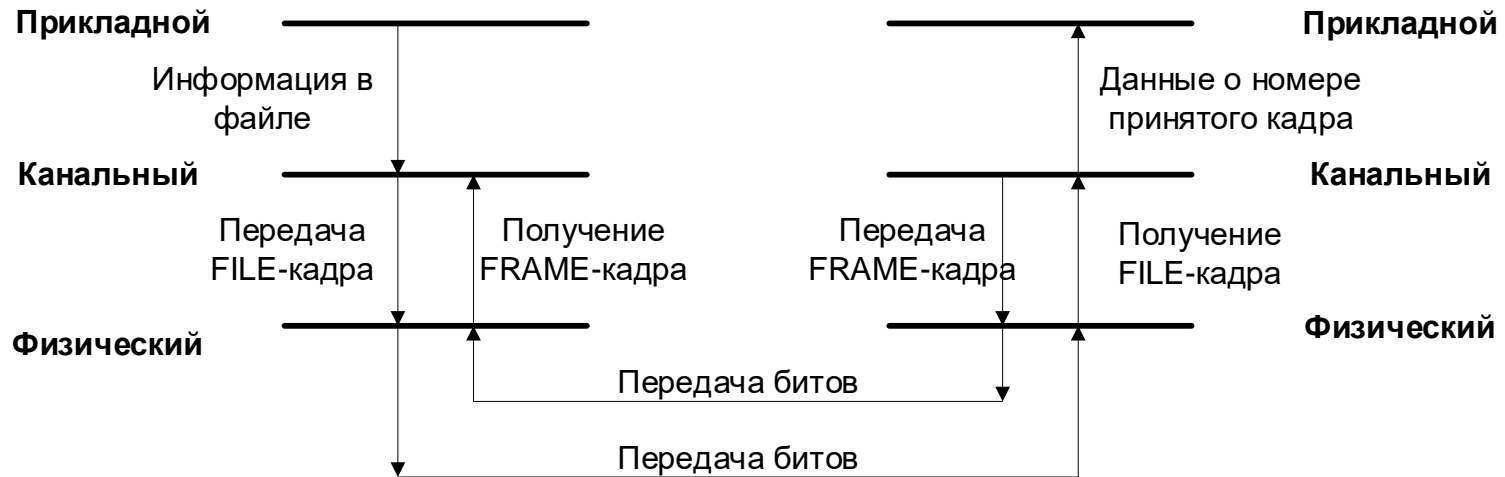 Прикладной
Прикладной
Информация в
файле
Данные о номере
принятого кадра
Канальный
Канальный
Передача
FILE-кадра
Получение
FRAME-кадра
Передача
FRAME-кадра
Получение
FILE-кадра
Физический
Физический
Передача битов
Передача битов